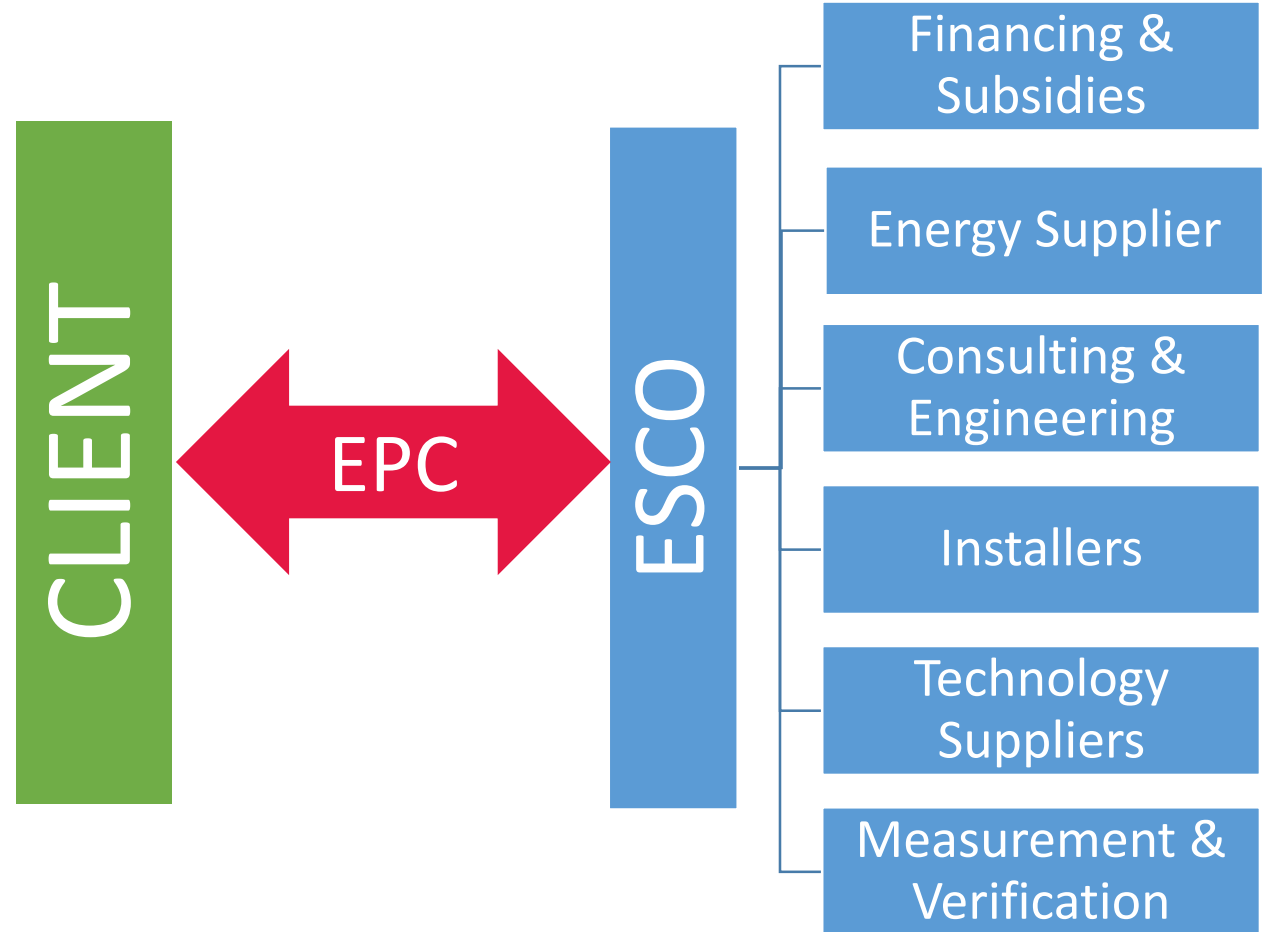 CLIENT
EPC
ESCO
Financing &
Subsidies
Energy Supplier
Consulting &
Engineering
Installers
Technology
Suppliers
Measurement &
Verification